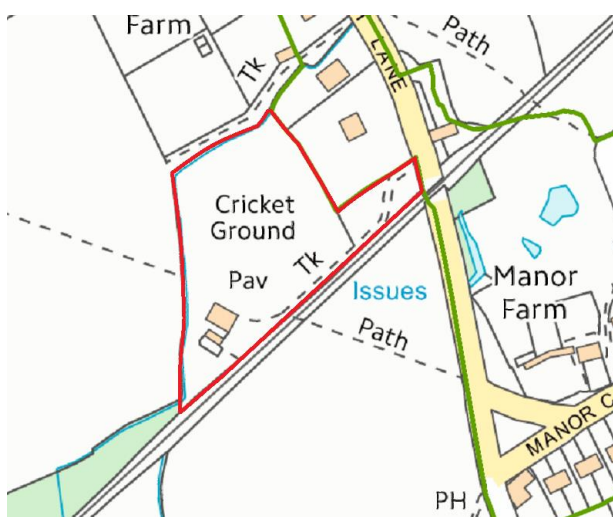 Farm
Tk
LANE
Path
Cricket
Ground
Tk
Pav
Issues
Manor
Farm
Path
MANOR C
PH